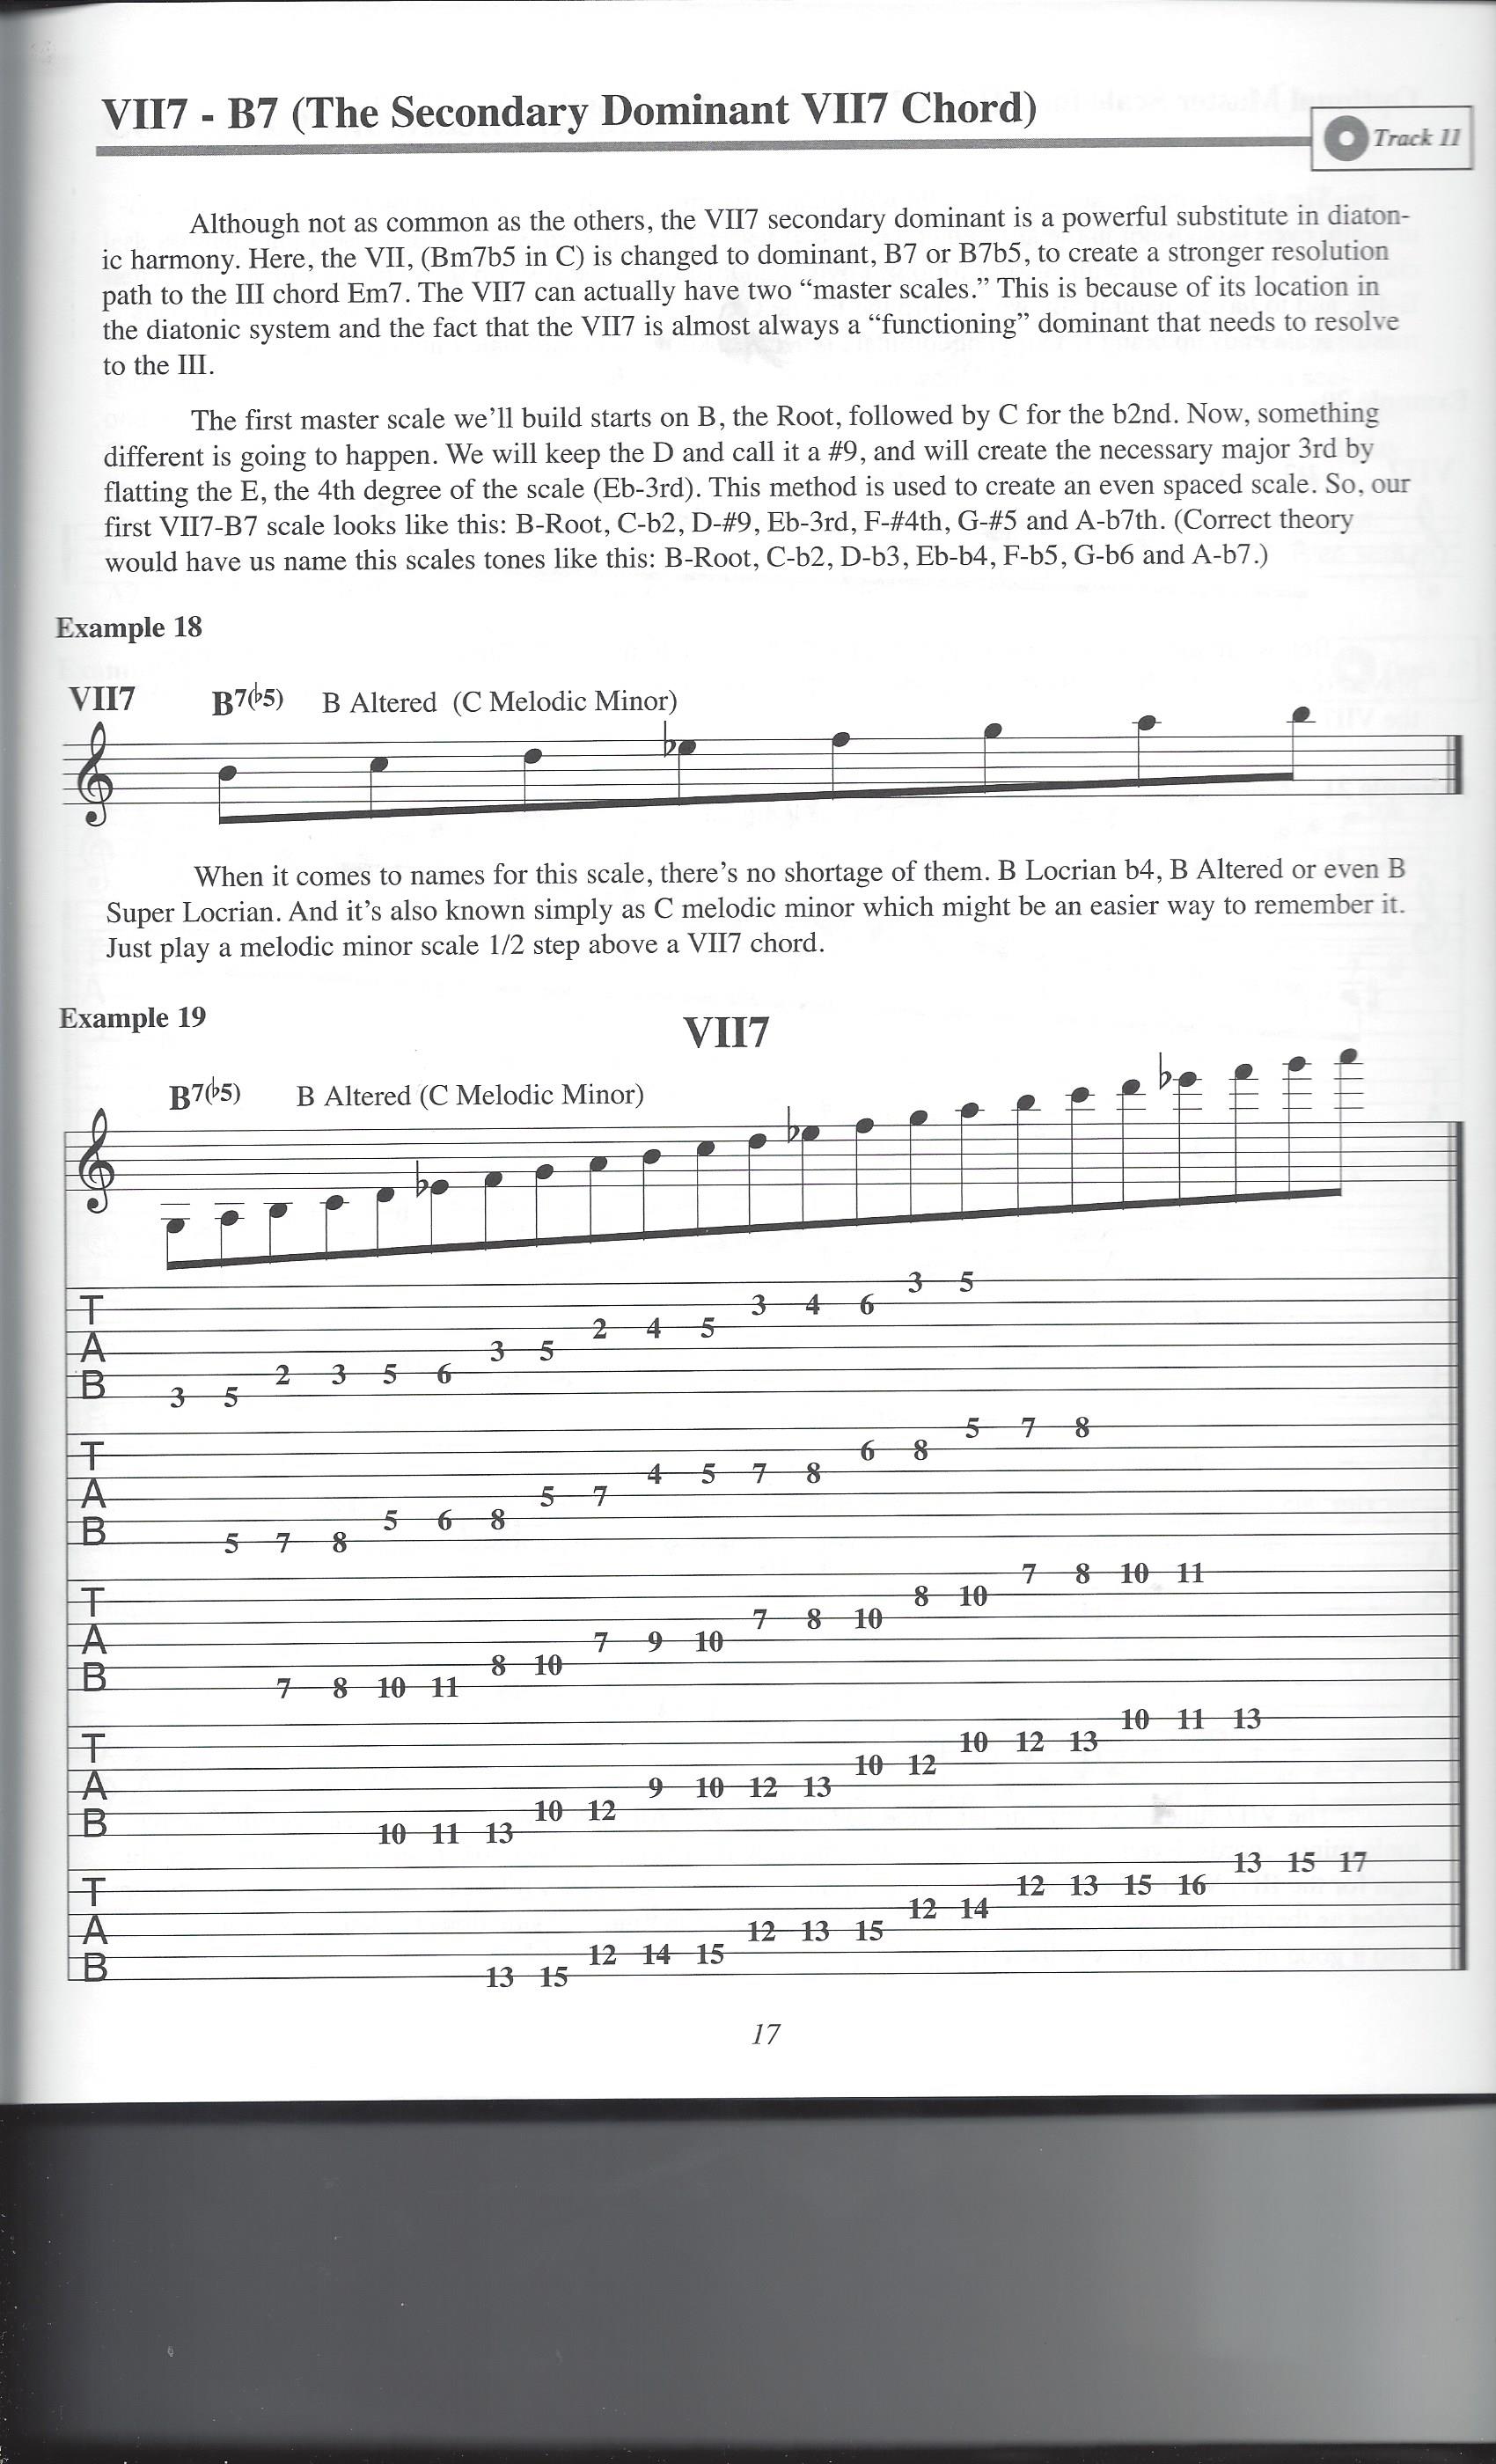 VII7 - B7 (The Secondary Dominant VII7 Chord)
Track 11
Although not as common as the others, the VII7 secondary dominant is a powerful substitute in diaton-
ic harmony. Here, the VII, (Bm7b5 in C) is changed to dominant, B7 or B7b5, to create a stronger resolution
path to the III chord Em7. The VII7 can actually have two “master scales.” This is because of its location in
the diatonic system and the fact that the VII7 is almost always a “functioning” dominant that needs to resolve
to the III.
The first master scale we’ll build starts on B, the Root, followed by C for the b2nd. Now, something
different is going to happen. We will keep the D and call it a #9, and will create the necessary major 3rd by
flatting the E, the 4th degree of the scale (Eb-3rd). This method is used to create an even spaced scale. So, our
first VII7-B7 scale looks like this: B-Root, C-b2, D-#9, Eb-3rd, F-#4th, G-#5 and A-b7th. (Correct theory
would have us name this scales tones like this: B-Root, C-b2, D-b3, Eb-b4, F-b5, G-b6 and A-b7.)
Example 18
VII7 B7(♭5) B Altered (C Melodic Minor)
When it comes to names for this scale, there’s no shortage of them. B Locrian b4, B Altered or even B
Super Locrian. And it’s also known simply as C melodic minor which might be an easier way to remember it.
Just play a melodic minor scale 1/2 step above a VII7 chord.
Example 19
VII7
B7(♭5) B Altered (C Melodic Minor)
T A B 3 5 2 3 5 6 3 5 2 4 5 3 4 6 3 5
T A B 5 7 8 5 6 8 5 7 4 5 7 8 6 8 5 7 8
T A B 7 8 10 11 8 10 7 9 10 7 8 10 8 10 7 8 10 11
T A B 10 11 13 10 12 9 10 12 13 10 12 10 12 13 10 11 13
T A B 13 15 12 14 15 12 13 15 12 14 12 13 15 16 13 15 17
17